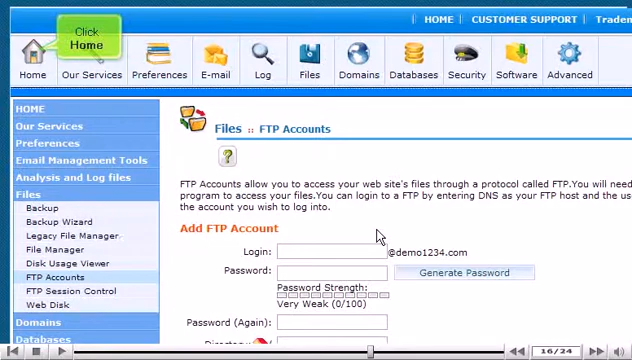 HOME CUSTOMER SUPPORT
Click
Home
Home Our Services Preferences E-mail Log Files Domains Databases Security Software Advanced
HOME
Our Services
Preferences
Email Management Tools
Analysis and Log files
Files
Backup
Backup Wizard
Legacy File Manager
File Manager
Disk Usage Viewer
FTP Accounts
FTP Session Control
Web Disk
Domains
Databases
Files :: FTP Accounts
?
FTP Accounts allow you to access your web site's files through a protocol called FTP.You will need
program to access your files.You can login to a FTP by entering DNS as your FTP host and the
the account you wish to log into.
Add FTP Account
Login: @demo1234.com
Password: Generate Password
Password Strength:
Very Weak (0/100)
Password (Again):
Directory
16/24